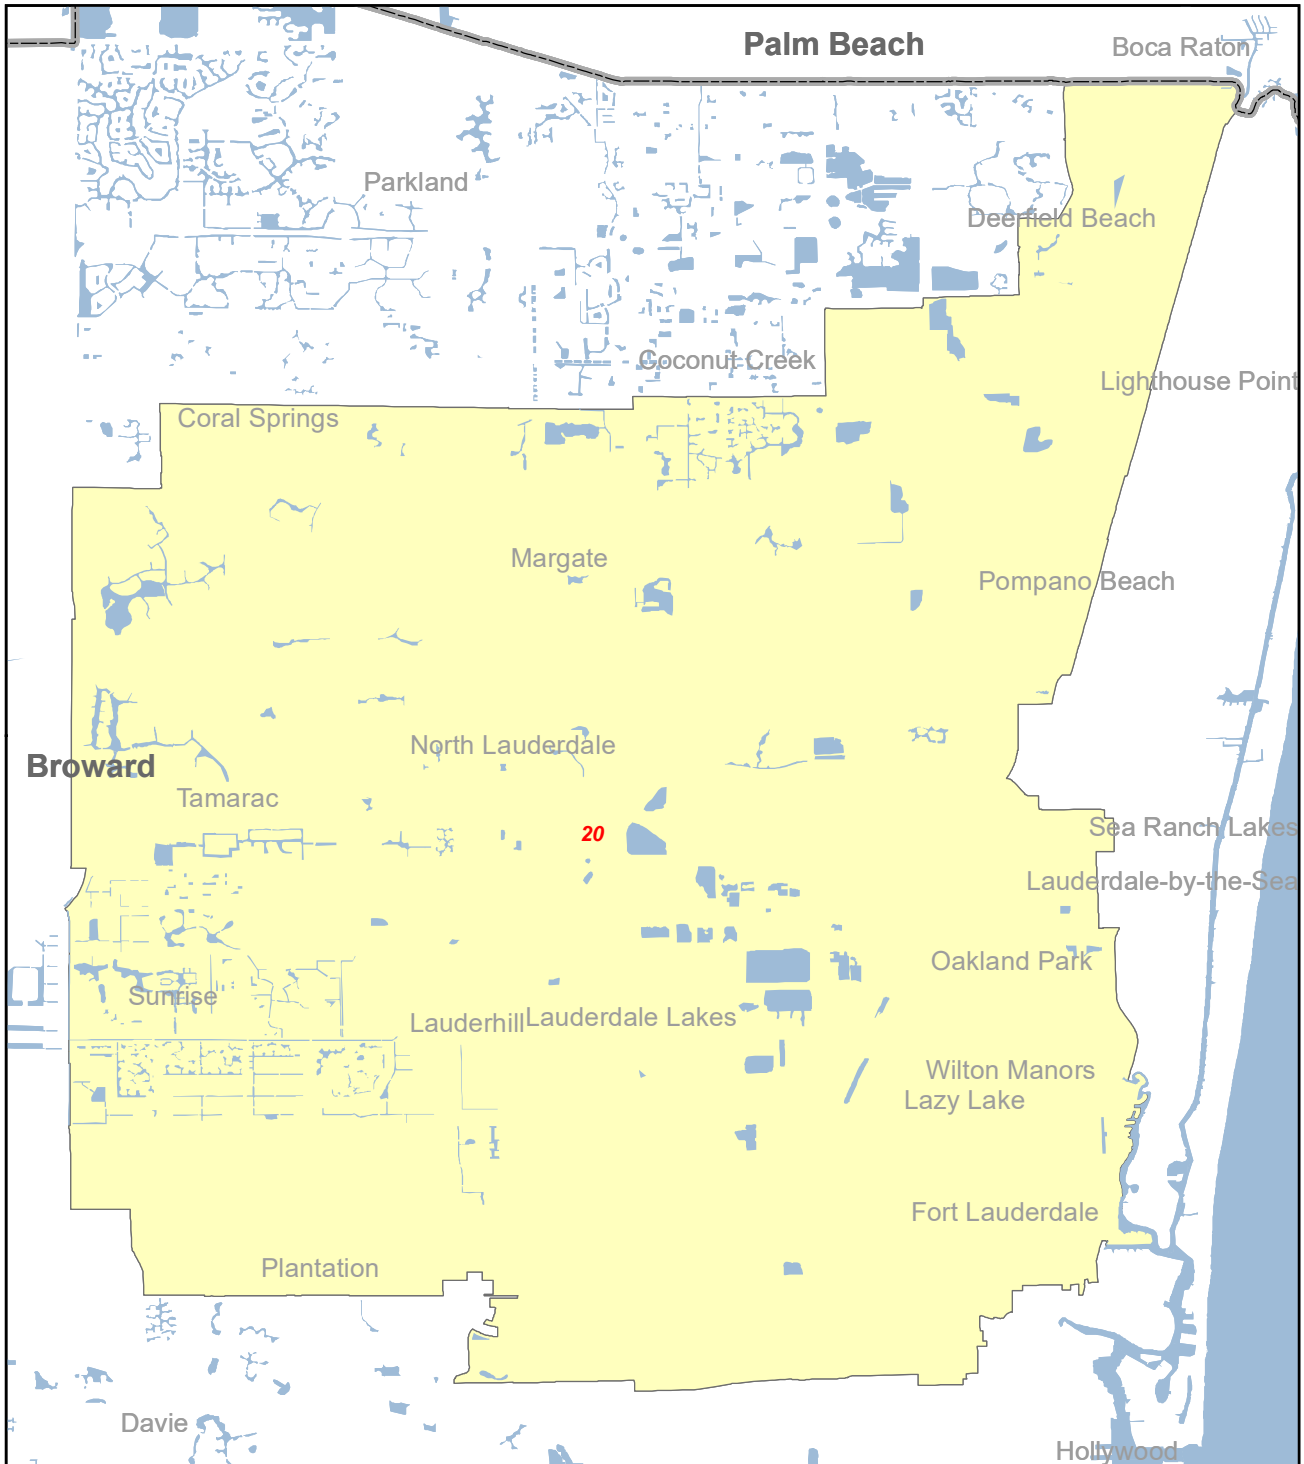 Palm Beach
Boca Raton
Parkland
Deerfield Beach
Coconut Creek
Lighthouse Point
Coral Springs
Margate
Pompano Beach
North Lauderdale
Broward
Tamarac
20
Sea Ranch Lakes
Lauderdale-by-the-Sea
Oakland Park
Sunrise
Lauderhill
Lauderdale Lakes
Wilton Manors
Lazy Lake
Fort Lauderdale
Plantation
Davie
Hollywood